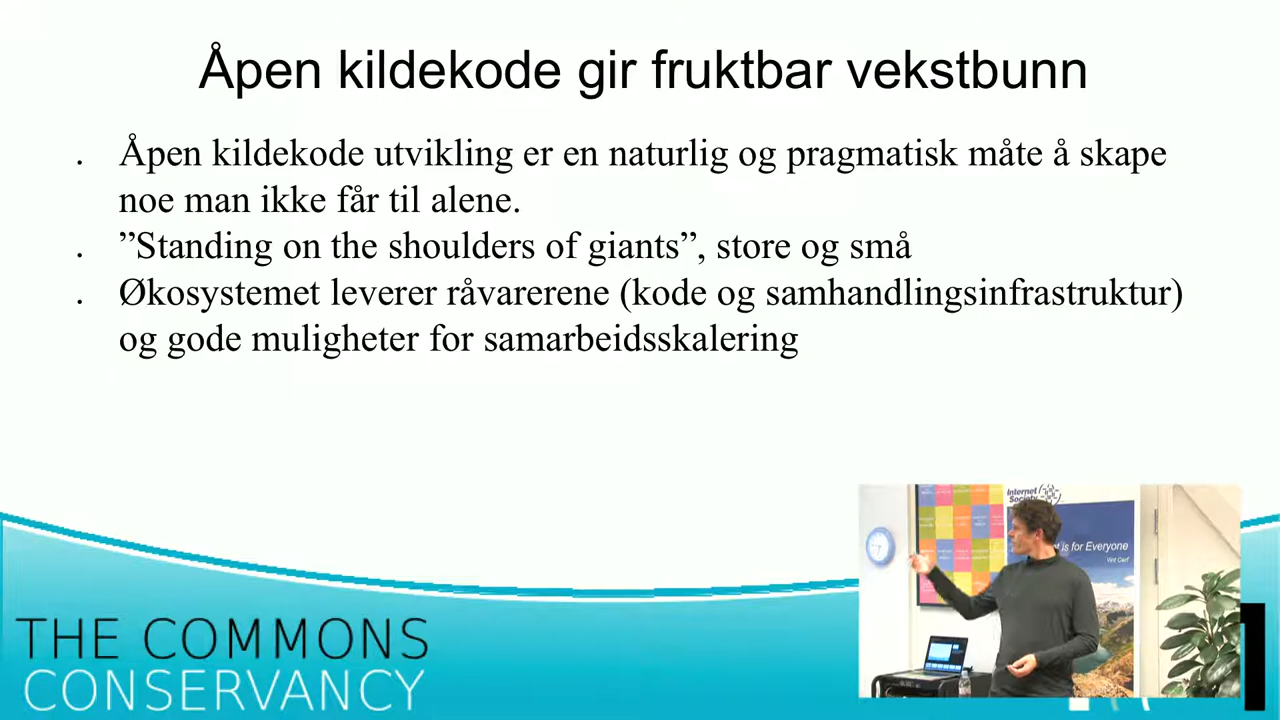 Åpen kildekode gir fruktbar vekstbunn
. Åpen kildekode utvikling er en naturlig og pragmatisk måte å skape
noe man ikke får til alene.
. ”Standing on the shoulders of giants”, store og små
. Økosystemet leverer råvarerene (kode og samhandlingsinfrastruktur)
og gode muligheter for samarbeidsskalering
Internet
Society
is for Everyone
Vint Cerf
THE COMMONS
CONSERVANCY